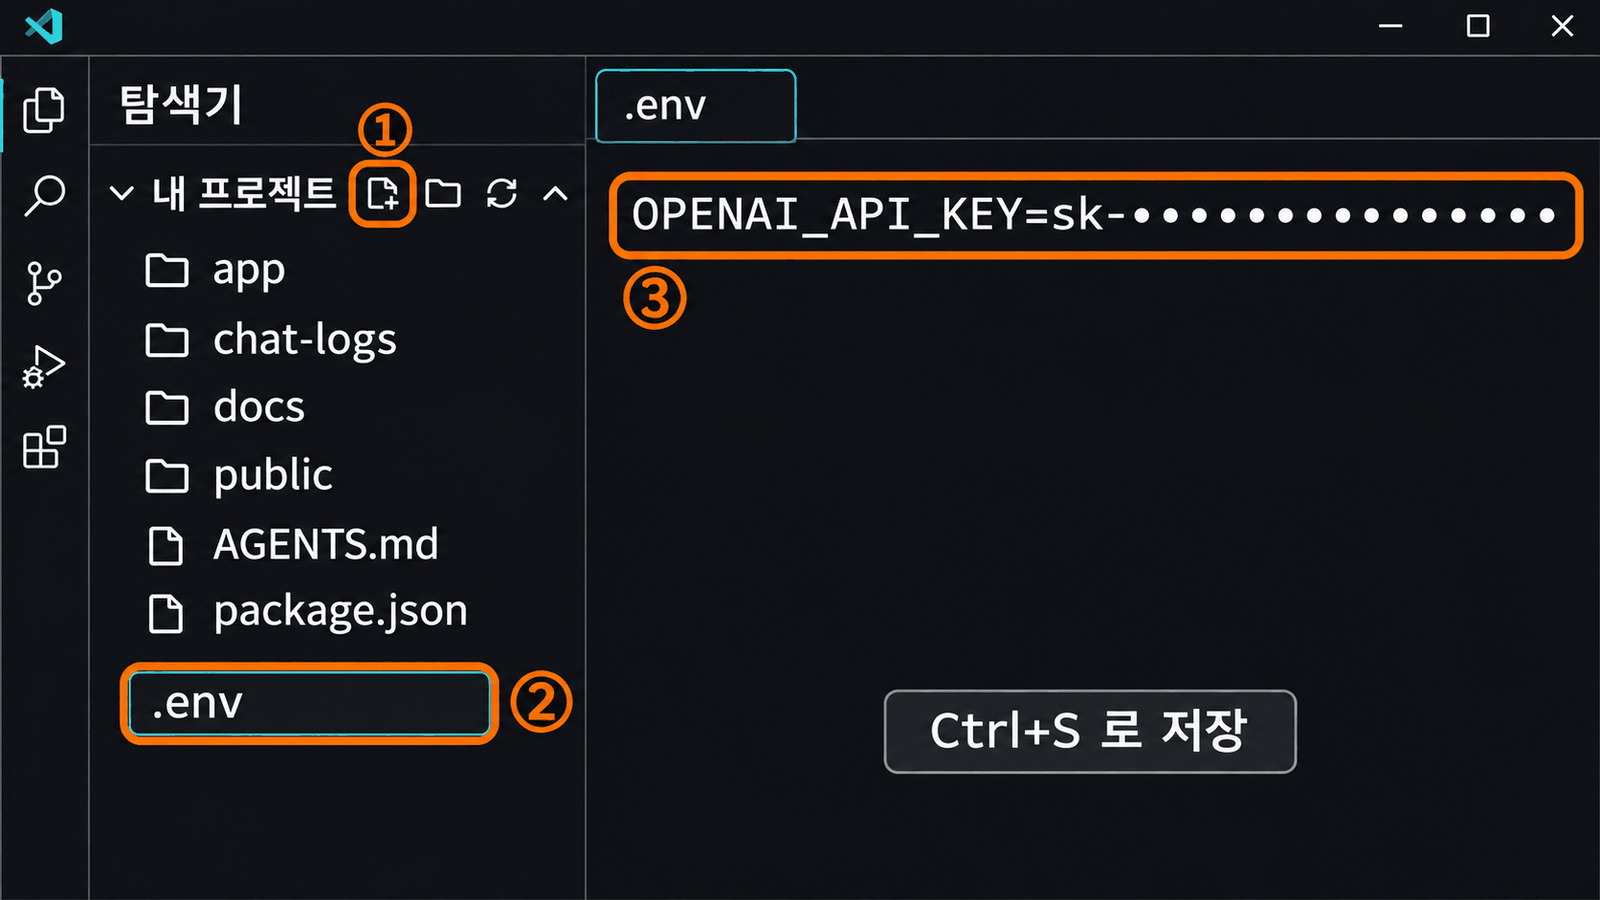 탐색기
①
내 프로젝트
app
chat-logs
docs
public
AGENTS.md
package.json
.env
②
.env
OPENAI_API_KEY=sk-•••••••••••••••
③
Ctrl+S 로 저장